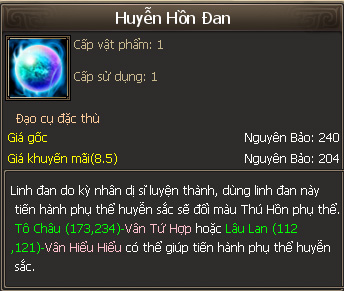 Huyễn Hồn Đan
Cấp vật phẩm: 1
Cấp sử dụng: 1
Đạo cụ đặc thù
Giá gốc Nguyên Bảo: 240
Giá khuyến mãi(8.5) Nguyên Bảo: 204
Linh đan do kỳ nhân dị sĩ luyện thành, dùng linh đan này
tiến hành phụ thể huyễn sắc sẽ đổi màu Thú Hồn phụ thể.
Tô Châu (173,234)-Vân Tứ Hợp hoặc Lâu Lan (112
,121)-Vân Hiểu Hiểu có thể giúp tiến hành phụ thể huyễn
sắc.